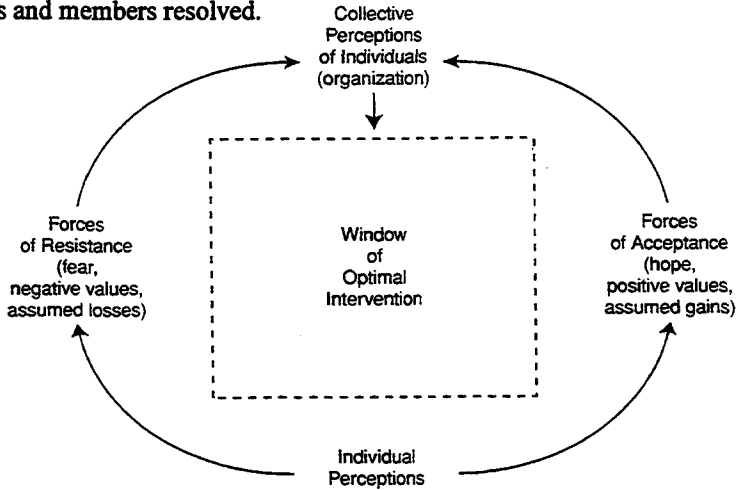 s and members resolved.
Collective
Perceptions
of Individuals
(organization)
Forces
of Resistance
(fear,
negative values,
assumed losses)
Window
of
Optimal
Intervention
Forces
of Acceptance
(hope,
positive values,
assumed gains)
Individual
Perceptions